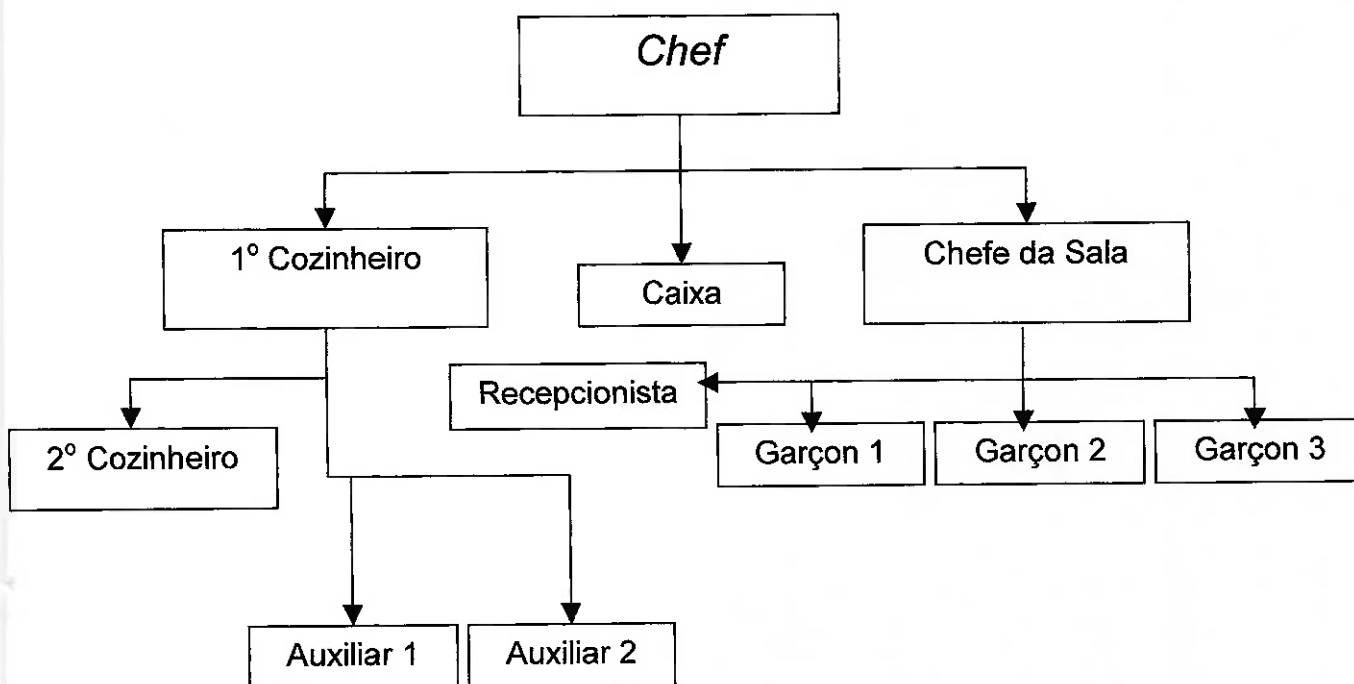 Chef
1º Cozinheiro
Caixa
Chefe da Sala
Recepcionista
2º Cozinheiro
Garçon 1
Garçon 2
Garçon 3
Auxiliar 1
Auxiliar 2